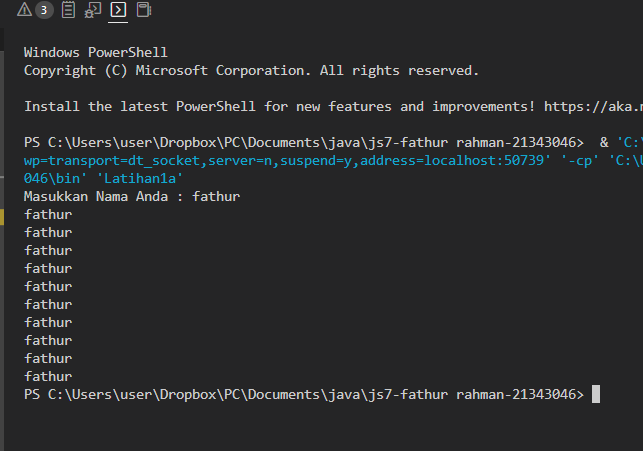 3
Windows PowerShell
Copyright (C) Microsoft Corporation. All rights reserved.
Install the latest PowerShell for new features and improvements! https://aka.
PS C:\Users\user\Dropbox\PC\Documents\java\js7-fathur rahman-21343046>  & 'C:\
wp=transport=dt_socket,server=n,suspend=y,address=localhost:50739' '-cp' 'C:\
046\bin' 'Latihan1a'
Masukkan Nama Anda : fathur
fathur
fathur
fathur
fathur
fathur
fathur
fathur
fathur
fathur
fathur
PS C:\Users\user\Dropbox\PC\Documents\java\js7-fathur rahman-21343046>